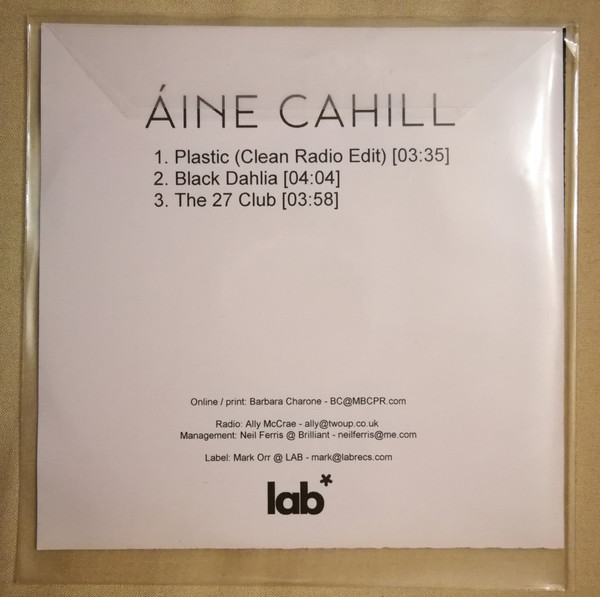 ÁINE CAHILL
1. Plastic (Clean Radio Edit) [03:35]
2. Black Dahlia [04:04]
3. The 27 Club [03:58]
Online / print: Barbara Charone - BC@MBCPR.com
Radio: Ally McCrae - ally@twoup.co.uk
Management: Neil Ferris @ Brilliant - neilferris@me.com
Label: Mark Orr @ LAB - mark@labrecs.com
lab*